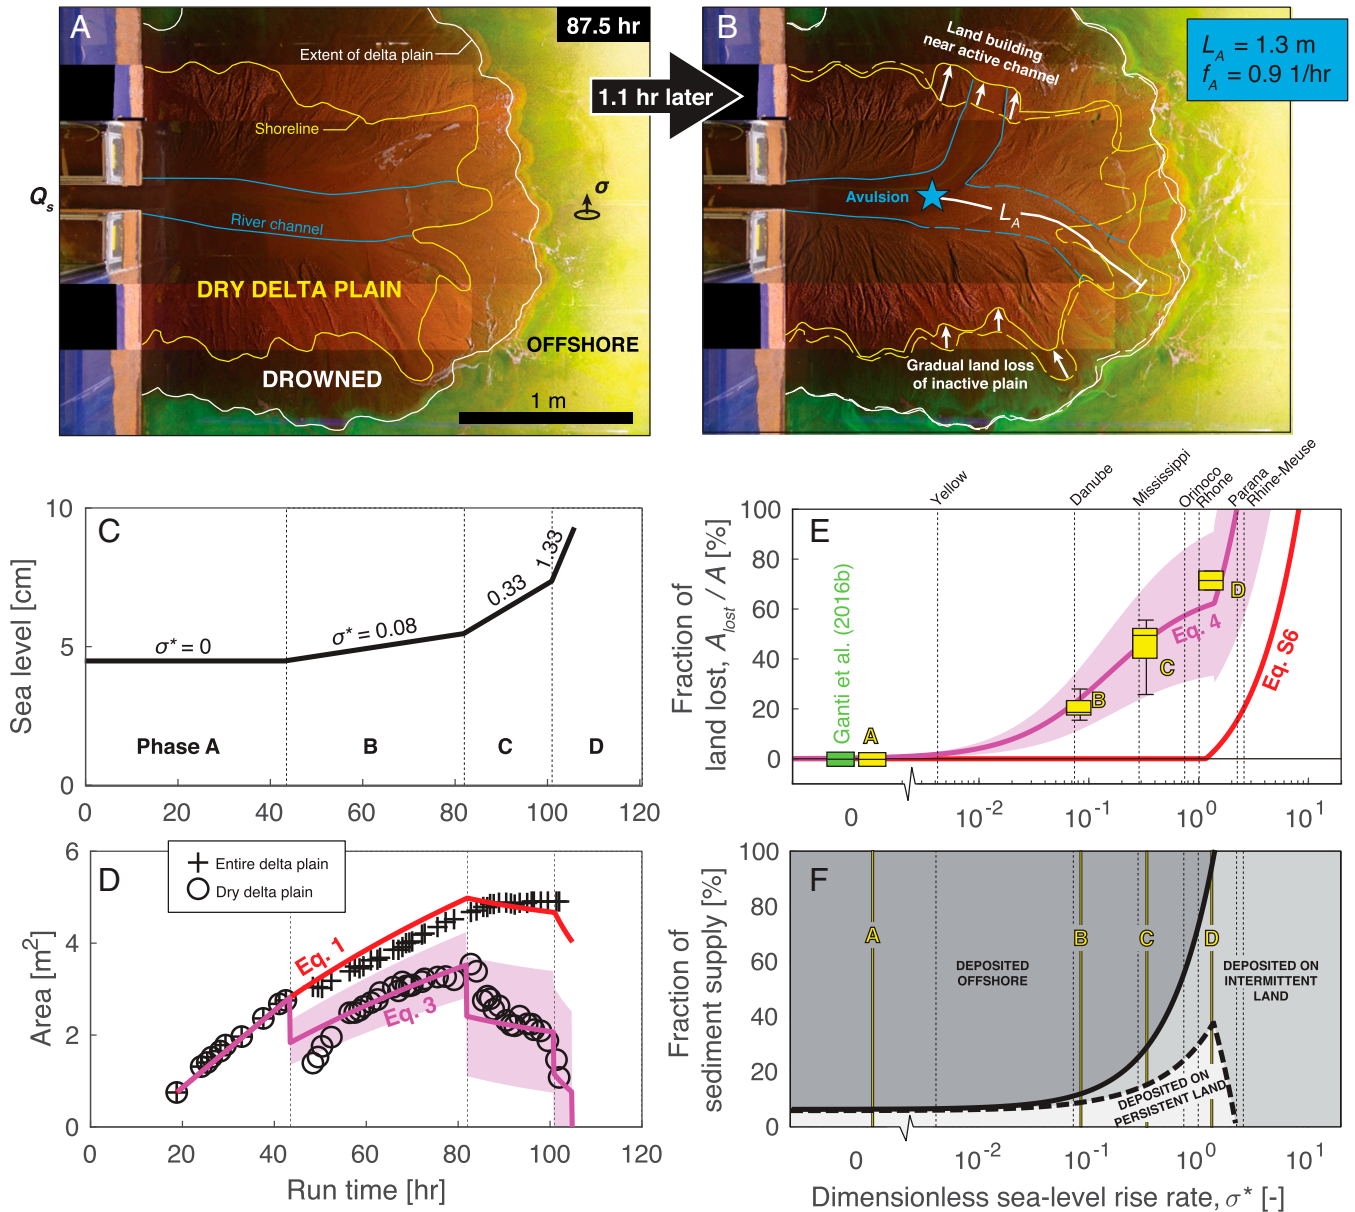 A
87.5 hr
Extent of delta plain
Shoreline
Qs
River channel
σ
DRY DELTA PLAIN
OFFSHORE
DROWNED
1 m
1.1 hr later
B
Land building
near active channel
LA = 1.3 m
fA = 0.9 1/hr
Avulsion
LA
Gradual land loss
of inactive plain
C
Sea level [cm]
10
5
0
σ* = 0
σ* = 0.08
0.33
1.33
Phase A
B
C
D
0
20
40
60
80
100
120
D
Entire delta plain
Dry delta plain
Area [m²]
6
4
2
0
Eq. 1
Eq. 3
0
20
40
60
80
100
120
Run time [hr]
Yellow
Danube
Mississippi
Orinoco
Rhone
Parana
Rhine-Meuse
E
Fraction of
land lost, Alost / A [%]
100
80
60
40
20
0
Ganti et al. (2016b)
A
B
C
D
Eq. 4
Eq. S6
0
10-2
10-1
100
101
F
Fraction of
sediment supply [%]
100
80
60
40
20
0
A
B
C
D
DEPOSITED
OFFSHORE
DEPOSITED ON
INTERMITTENT
LAND
DEPOSITED ON
PERSISTENT LAND
0
10-2
10-1
100
101
Dimensionless sea-level rise rate, σ* [-]